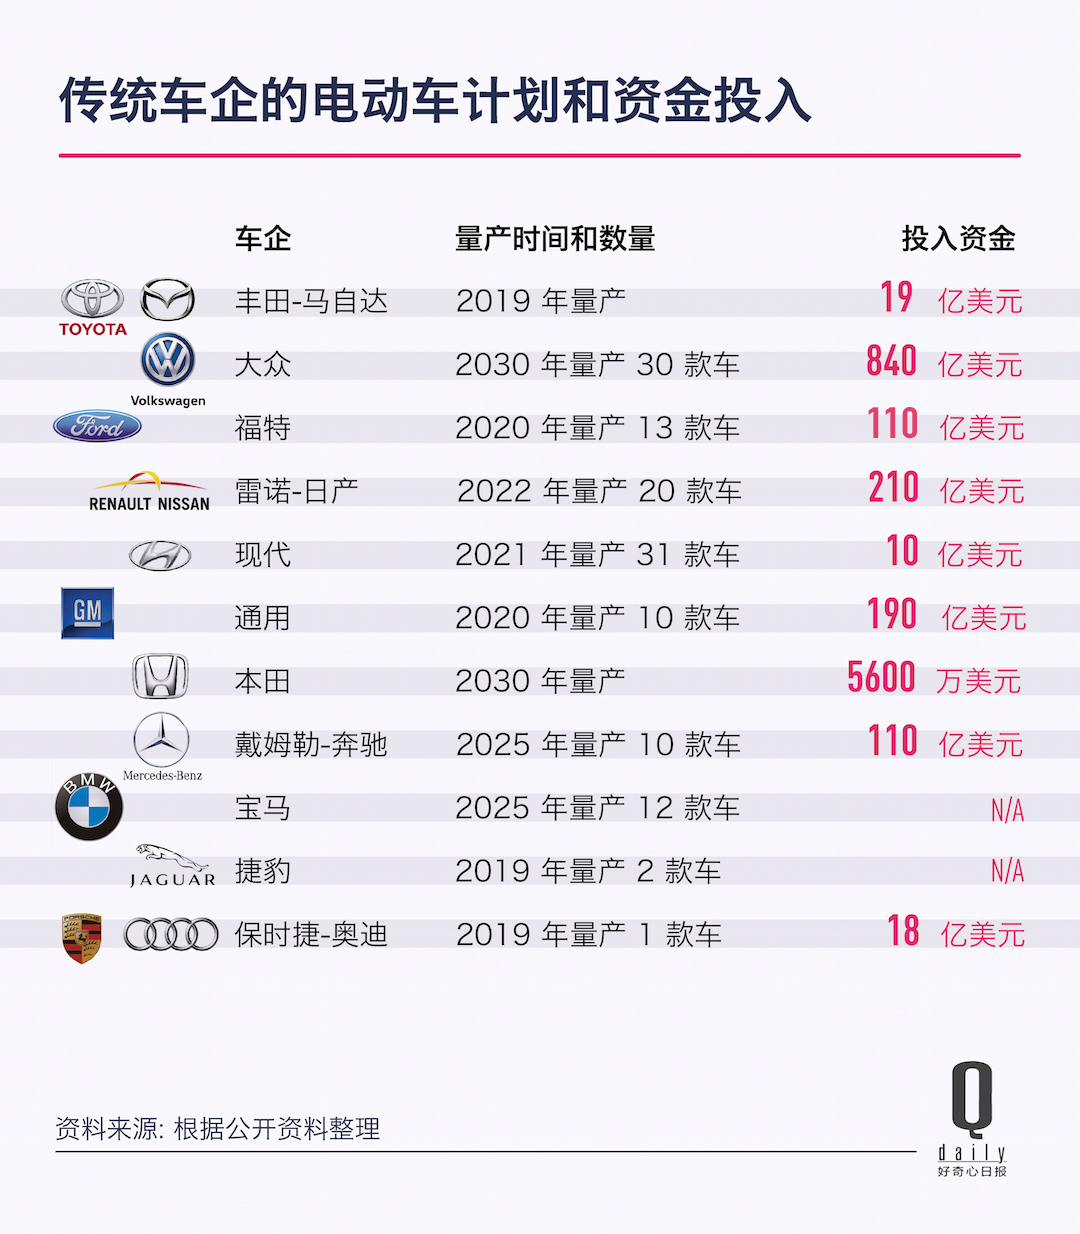 传统车企的电动车计划和资金投入
车企 量产时间和数量 投入资金
TOYOTA 丰田-马自达 2019 年量产 19 亿美元
Volkswagen 大众 2030 年量产 30 款车 840 亿美元
Ford 福特 2020 年量产 13 款车 110 亿美元
RENAULT NISSAN 雷诺-日产 2022 年量产 20 款车 210 亿美元
现代 2021 年量产 31 款车 10 亿美元
GM 通用 2020 年量产 10 款车 190 亿美元
本田 2030 年量产 5600 万美元
Mercedes-Benz 戴姆勒-奔驰 2025 年量产 10 款车 110 亿美元
BMW 宝马 2025 年量产 12 款车 N/A
JAGUAR 捷豹 2019 年量产 2 款车 N/A
PORSCHE 保时捷-奥迪 2019 年量产 1 款车 18 亿美元
资料来源: 根据公开资料整理
Q
daily
好奇心日报